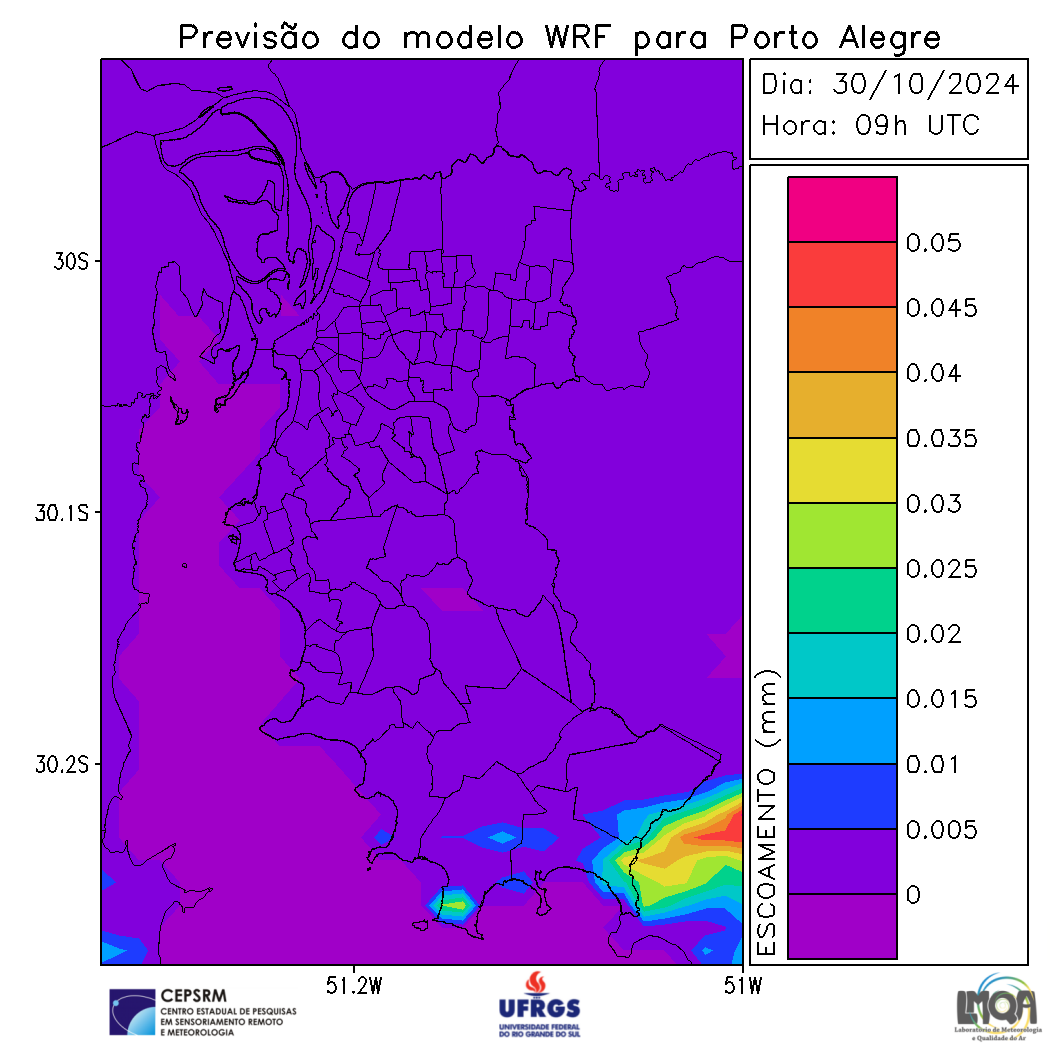 Previsão do modelo WRF para Porto Alegre
Dia: 30/10/2024
Hora: 09h UTC
30S
30.1S
30.2S
51.2W
51W
ESCOAMENTO (mm)
0.05
0.045
0.04
0.035
0.03
0.025
0.02
0.015
0.01
0.005
0
CEPSRM
CENTRO ESTADUAL DE PESQUISAS
EM SENSORIAMENTO REMOTO
E METEOROLOGIA
UFRGS
UNIVERSIDADE FEDERAL
DO RIO GRANDE DO SUL
LMQA
Laboratório de Meteorologia
e Qualidade do Ar